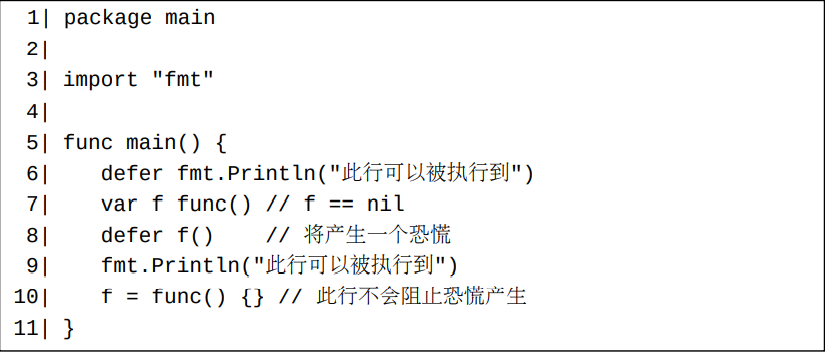 1| package main
2|
3| import "fmt"
4|
5| func main() {
6|    defer fmt.Println("此行可以被执行到")
7|    var f func() // f == nil
8|    defer f()    // 将产生一个恐慌
9|    fmt.Println("此行可以被执行到")
10|    f = func() {} // 此行不会阻止恐慌产生
11| }